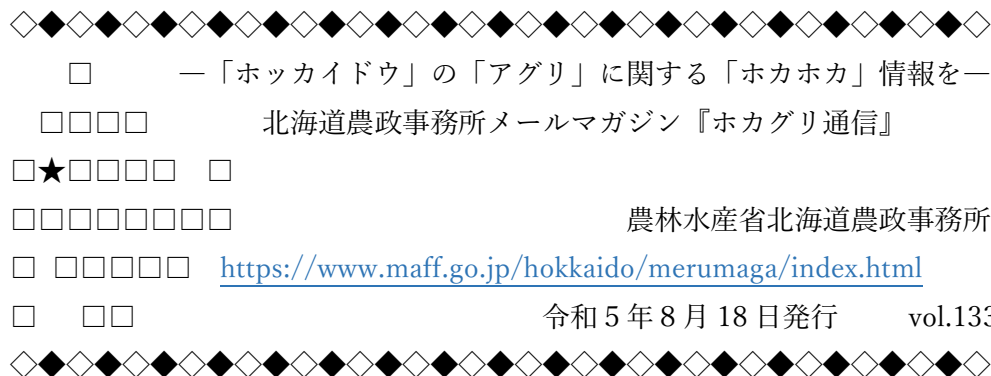 ◇◆◇◆◇◆◇◆◇◆◇◆◇◆◇◆◇◆◇◆◇◆◇◆◇◆◇◆◇◆◇◆◇◆◇
□　　　―「ホッカイドウ」の「アグリ」に関する「ホカホカ」情報を―
□□□□　　　　北海道農政事務所メールマガジン『ホカグリ通信』
□★□□□□　□
□□□□□□□□　　　　　　　　　　　　　　農林水産省北海道農政事務所
□ □□□□□　https://www.maff.go.jp/hokkaido/merumaga/index.html
□　 □□　　　　　　　　　　　　　　　令和５年８月 18 日発行　　vol.133
◇◆◇◆◇◆◇◆◇◆◇◆◇◆◇◆◇◆◇◆◇◆◇◆◇◆◇◆◇◆◇◆◇◆◇